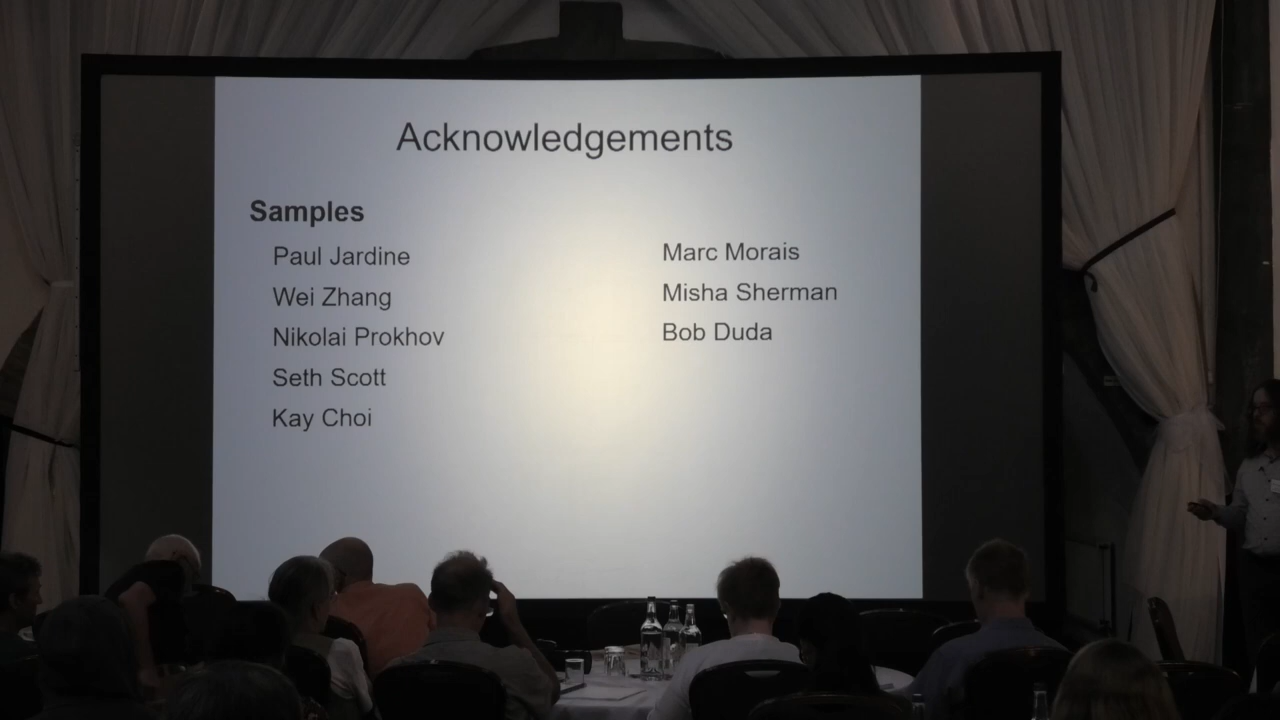 Acknowledgements
Samples
Paul Jardine
Wei Zhang
Nikolai Prokhov
Seth Scott
Kay Choi
Marc Morais
Misha Sherman
Bob Duda